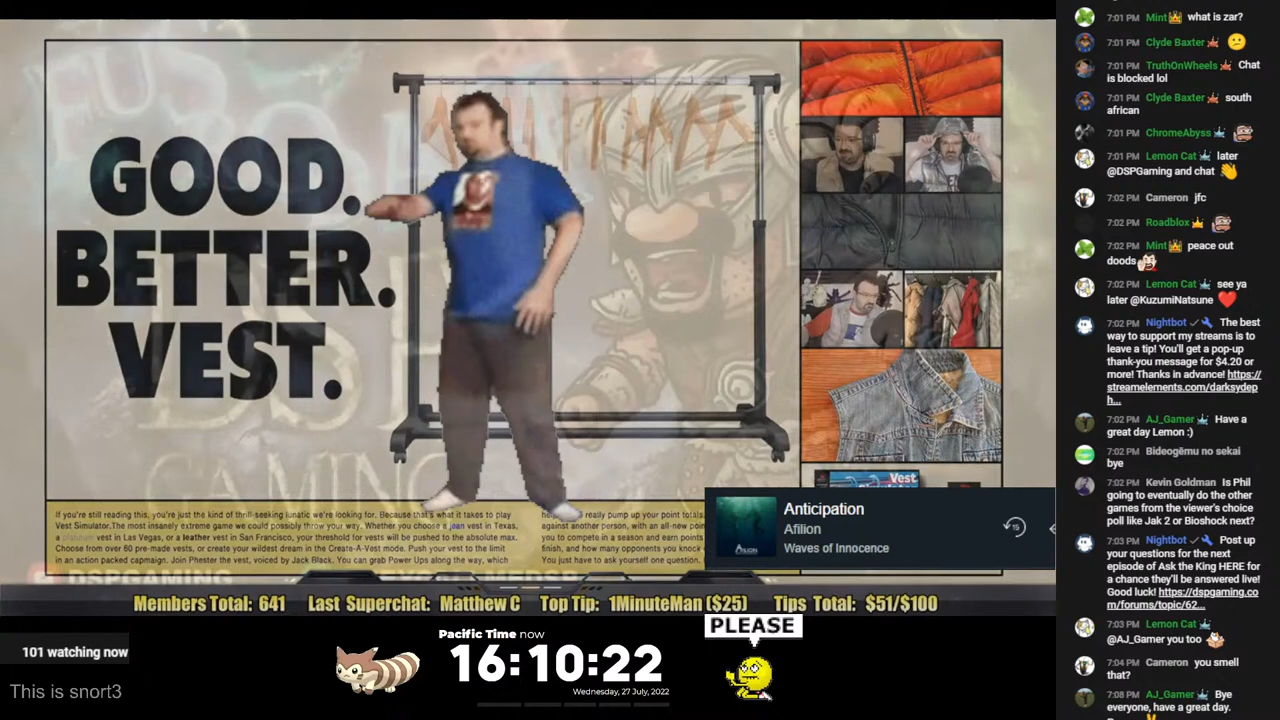 GOOD.
BETTER.
VEST.
If you're still reading this, you're just the kind of thrill-seeking lunatic we're looking for. Because that's what it takes to play
Vest Simulator.The most insanely extreme game we could possibly throw your way. Whether you choose a jean vest in Texas,
a vest in Las Vegas, or a leather vest in San Francisco, your threshold for vests will be pushed to the absolute max.
Choose from over 60 pre-made vests, or create your wildest dream in the Create-A-Vest mode. Push your vest to the limit
in an action packed capmaign. Join Phester the vest, voiced by Jack Black. You can grab Power Ups along the way, which
really pump up your point totals.
against another person, with an all-new poin
you to compete in a season and earn points
finish, and how many opponents you knock
You just have to ask yourself one question.
Vest
DSPGAMING
Anticipation
Afilion
Waves of Innocence
15
AFILION
Members Total: 641 Last Superchat: Matthew C Top Tip: 1MinuteMan ($25) Tips Total: $51/$100
101 watching now
This is snort3
Pacific Time now
16:10:22
Wednesday, 27 July, 2022
PLEASE
7:01 PM Mint what is zar?
7:01 PM Clyde Baxter
7:01 PM TruthOnWheels Chat
is blocked lol
7:01 PM Clyde Baxter south
african
7:01 PM ChromeAbyss
7:01 PM Lemon Cat later
@DSPGaming and chat
7:02 PM Cameron jfc
7:02 PM Roadblox
7:02 PM Mint peace out
doods
7:02 PM Lemon Cat see ya
later @KuzumiNatsune
7:02 PM Nightbot The best
way to support my streams is to
leave a tip! You'll get a pop-up
thank-you message for $4.20 or
more! Thanks in advance! https://
streamelements.com/darksydep
h...
7:02 PM AJ_Gamer Have a
great day Lemon :)
7:02 PM Bideogēmu no sekai
bye
7:02 PM Kevin Goldman Is Phil
going to eventually do the other
games from the viewer's choice
poll like Jak 2 or Bioshock next?
7:03 PM Nightbot Post up
your questions for the next
episode of Ask the King HERE for
a chance they'll be answered live!
Good luck! https://dspgaming.co
m/forums/topic/62...
7:03 PM Lemon Cat
@AJ_Gamer you too
7:04 PM Cameron you smell
that?
7:08 PM AJ_Gamer Bye
everyone, have a great day.